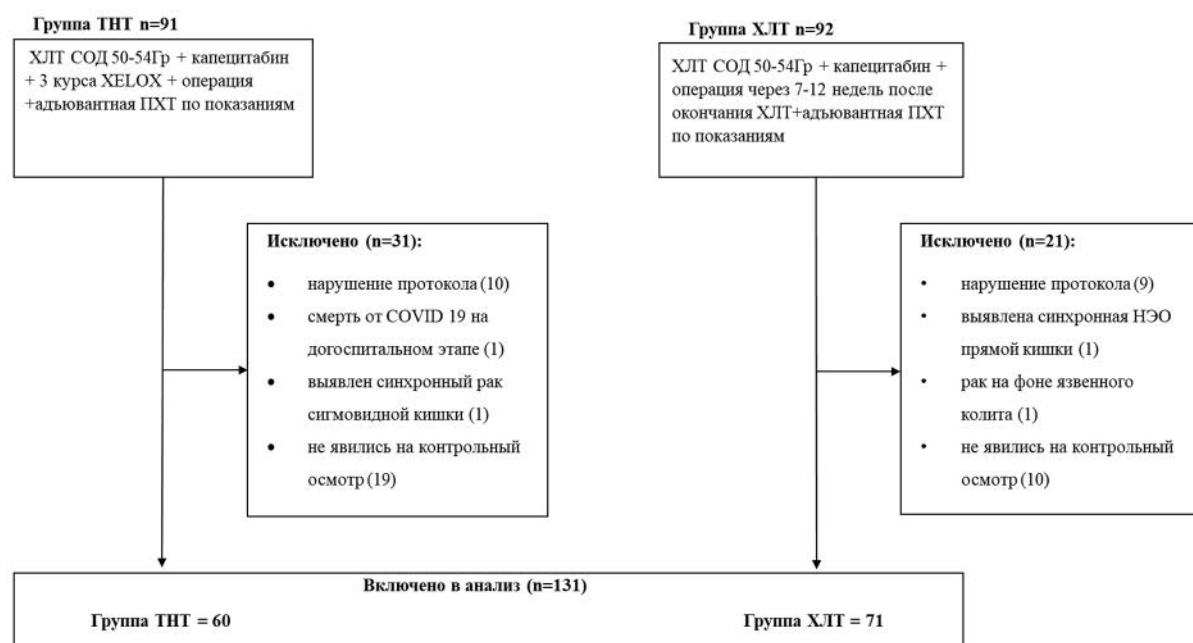 Группа ТНТ n=91
ХЛТ СОД 50-54Гр + капецитабин
+ 3 курса XELOX + операция
+адъювантная ПХТ по показаниям
Группа ХЛТ n=92
ХЛТ СОД 50-54Гр + капецитабин +
операция через 7-12 недель после
окончания ХЛТ+адъювантная ПХТ
по показаниям
Исключено (n=31):
• нарушение протокола (10)
• смерть от COVID 19 на
догоспитальном этапе (1)
• выявлен синхронный рак
сигмовидной кишки (1)
• не явились на контрольный
осмотр (19)
Исключено (n=21):
• нарушение протокола (9)
• выявлена синхронная НЭО
прямой кишки (1)
• рак на фоне язвенного
колита (1)
• не явились на контрольный
осмотр (10)
Включено в анализ (n=131)
Группа ТНТ = 60
Группа ХЛТ = 71